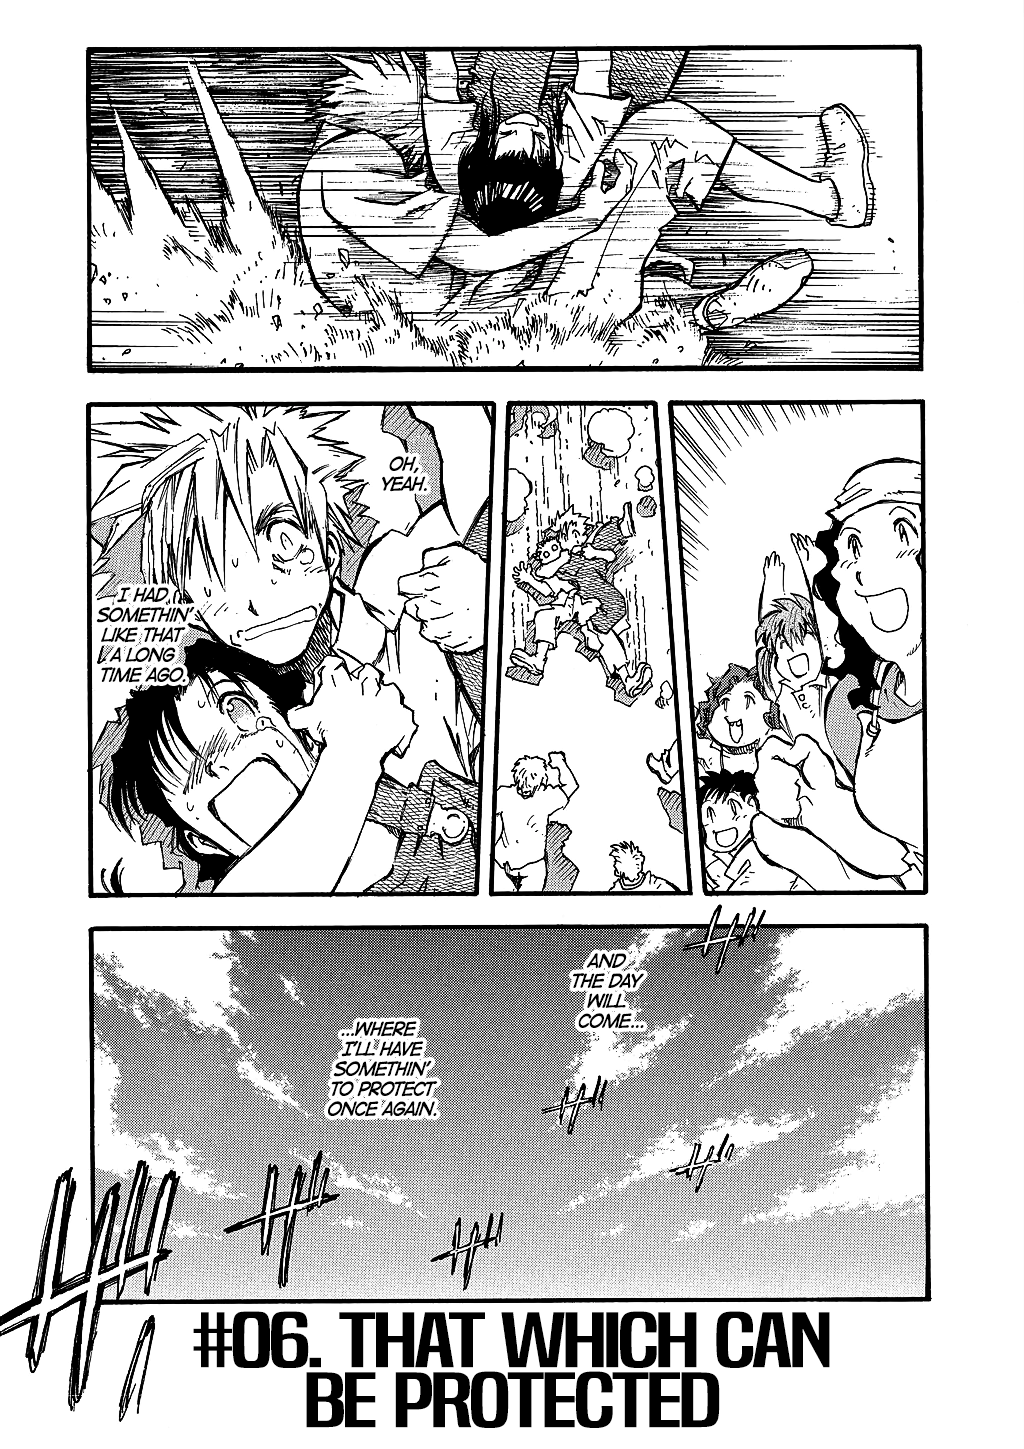 OH,
YEAH.
I HAD
SOMETHIN'
LIKE THAT
A LONG
TIME AGO.
AND
THE DAY
WILL
COME...
...WHERE
I'LL HAVE
SOMETHIN'
TO PROTECT
ONCE AGAIN.
#06. THAT WHICH CAN
BE PROTECTED